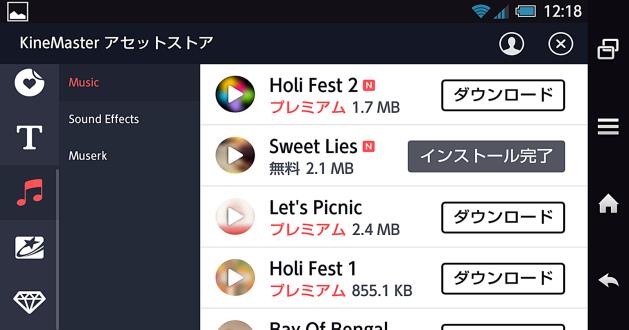 12:18
KineMaster アセットストア
Music
Sound Effects
Muserk
Holi Fest 2 N
プレミアム 1.7 MB
ダウンロード
Sweet Lies N
無料 2.1 MB
インストール完了
Let's Picnic
プレミアム 2.4 MB
ダウンロード
Holi Fest 1
プレミアム 855.1 KB
ダウンロード
Bay Of Bengal
T